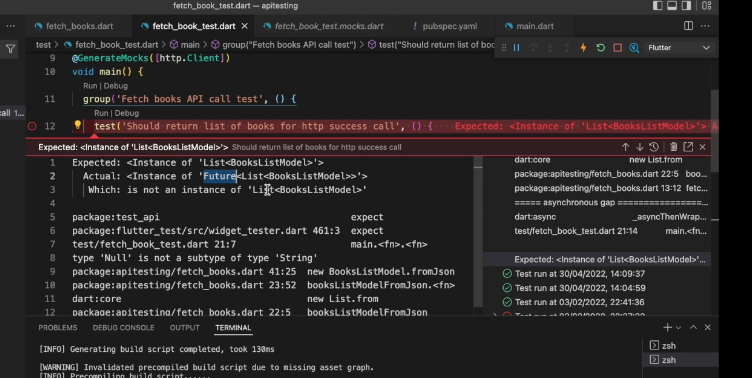 fetch_book_test.dart — apitesting
fetch_books.dart
fetch_book_test.dart
fetch_book_test.mocks.dart
! pubspec.yaml
main.dart
test > fetch_book_test.dart > main > group("Fetch books API call test") > test("Should return list of boo
Flutter
9 @GenerateMocks([http.Client])
10 void main() {
Run | Debug
11 group('Fetch books API call test', () {
Run | Debug
12 test('Should return list of books for http success call', () { Expected: <Instance of 'List<BooksListModel>'> A
call 1...
Expected: <Instance of 'List<BooksListModel>'> Should return list of books for http success call
1 Expected: <Instance of 'List<BooksListModel>'>
2 Actual: <Instance of 'Future<List<BooksListModel>>'>
3 Which: is not an instance of 'List<BooksListModel>'
4
5 package:test_api expect
6 package:flutter_test/src/widget_tester.dart 461:3 expect
7 test/fetch_book_test.dart 21:7 main.<fn>.<fn>
8 type 'Null' is not a subtype of type 'String'
9 package:apitesting/fetch_books.dart 41:25 new BooksListModel.fromJson
10 package:apitesting/fetch_books.dart 23:52 booksListModelFromJson.<fn>
11 dart:core new List.from
12 package:apitesting/fetch_books.dart 22:5 booksListModelFromJson
dart:core new List.from
package:apitesting/fetch_books.dart 22:5 boo...
package:apitesting/fetch_books.dart 13:12 fetc...
===== asynchronous gap ================...
dart:async _asyncThenWrap...
test/fetch_book_test.dart 21:14 main.<f...
Expected: <Instance of 'List<BooksListModel>'...
Test run at 30/04/2022, 14:09:37
Test run at 30/04/2022, 14:04:59
Test run at 03/02/2022, 22:41:36
PROBLEMS DEBUG CONSOLE OUTPUT TERMINAL
[INFO] Generating build script completed, took 130ms
[WARNING] Invalidated precompiled build script due to missing asset graph.
[INFO] Precompiling build script......
zsh
zsh